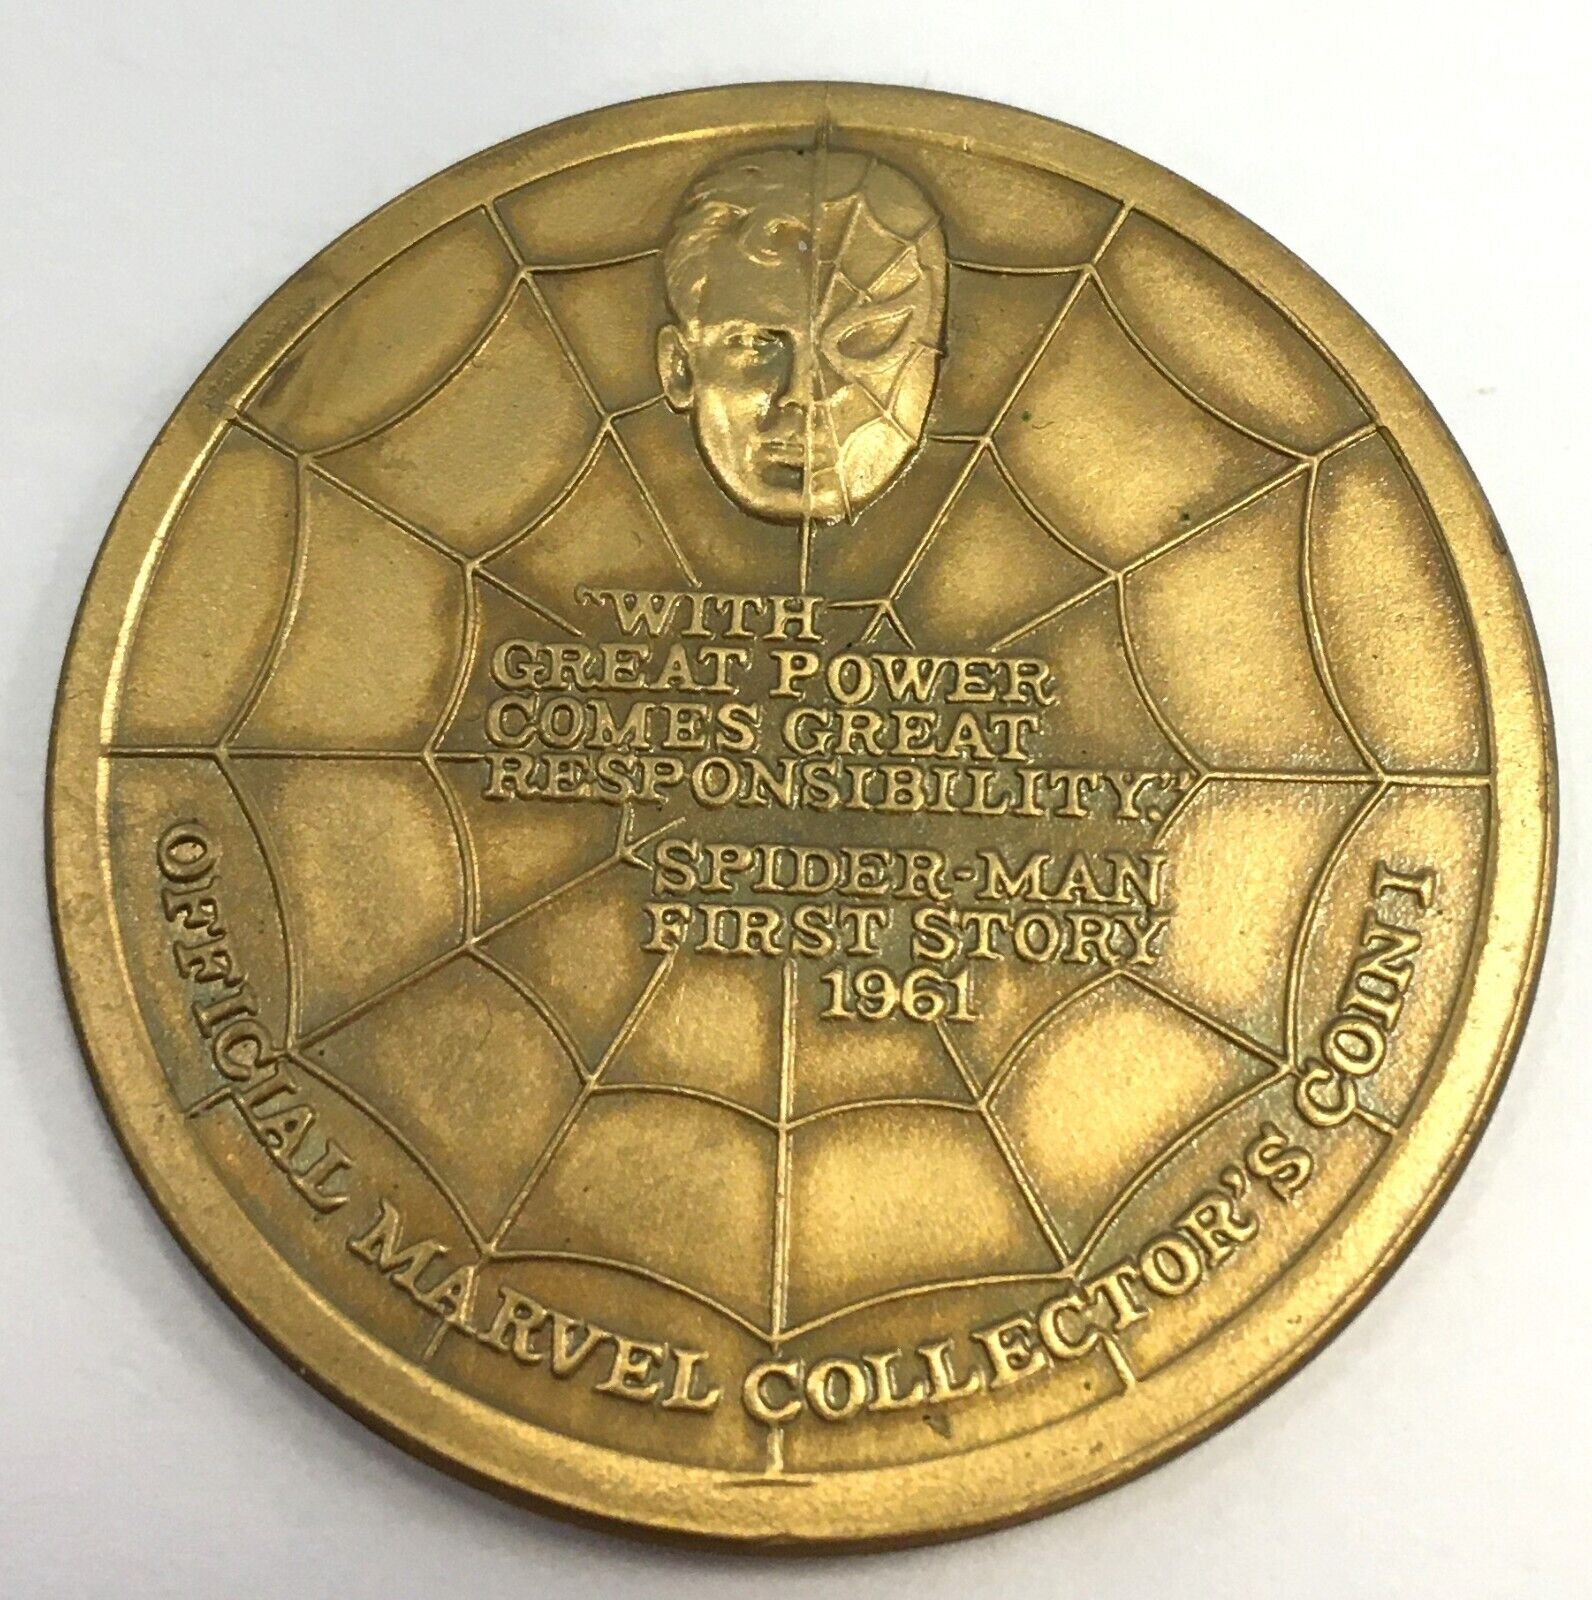 "WITH
GREAT POWER
COMES GREAT
RESPONSIBILITY."
SPIDER-MAN
FIRST STORY
1961
OFFICIAL MARVEL COLLECTOR'S COIN I